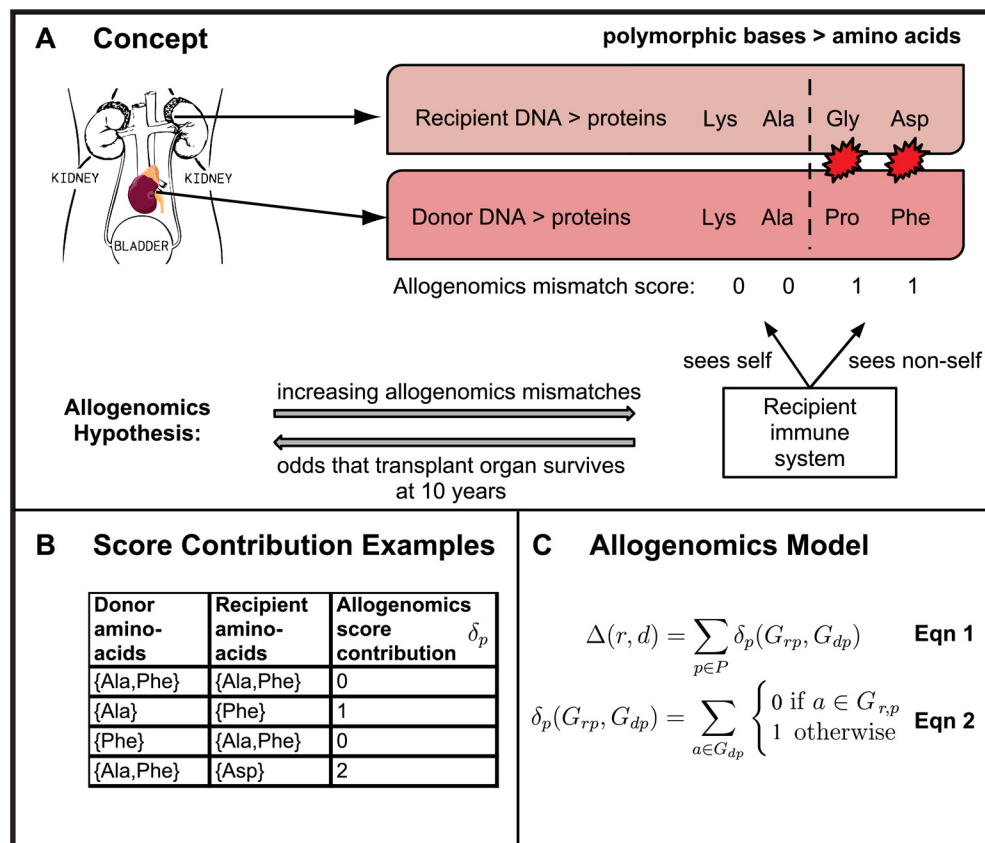 A Concept
polymorphic bases > amino acids
Recipient DNA > proteins Lys Ala Gly Asp
KIDNEY KIDNEY
Donor DNA > proteins Lys Ala Pro Phe
BLADDER
Allogenomics mismatch score: 0 0 1 1
sees self sees non-self
Recipient
immune
system
Allogenomics
Hypothesis:
increasing allogenomics mismatches
odds that transplant organ survives
at 10 years
B Score Contribution Examples
Donor
amino-
acids
Recipient
amino-
acids
Allogenomics
score
contribution δp
{Ala,Phe} {Ala,Phe} 0
{Ala} {Phe} 1
{Phe} {Ala,Phe} 0
{Ala,Phe} {Asp} 2
C Allogenomics Model
Δ(r, d) = ∑ p∈P δp(Grp, Gdp) Eqn 1
δp(Grp, Gdp) = ∑ a∈Gdp { 0 if a ∈ Gr,p
1 otherwise Eqn 2